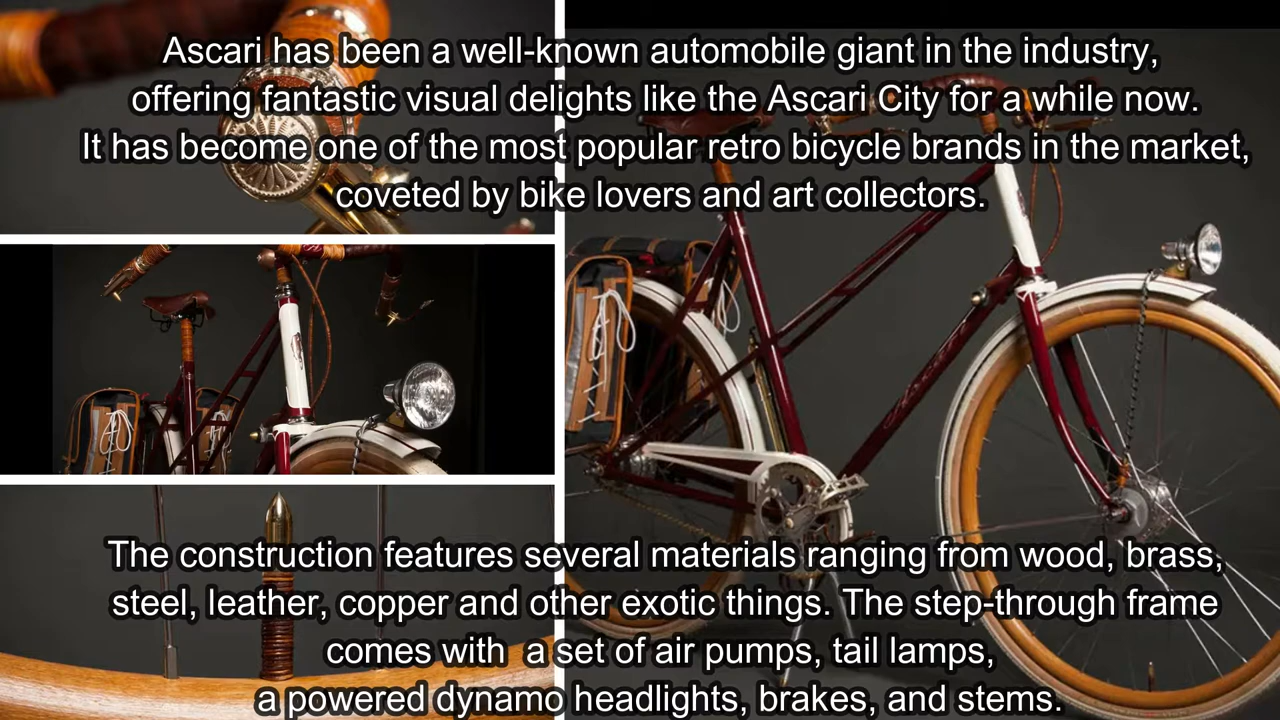 Ascari has been a well-known automobile giant in the industry,
offering fantastic visual delights like the Ascari City for a while now.
It has become one of the most popular retro bicycle brands in the market,
coveted by bike lovers and art collectors.
The construction features several materials ranging from wood, brass,
steel, leather, copper and other exotic things. The step-through frame
comes with  a set of air pumps, tail lamps,
a powered dynamo headlights, brakes, and stems.